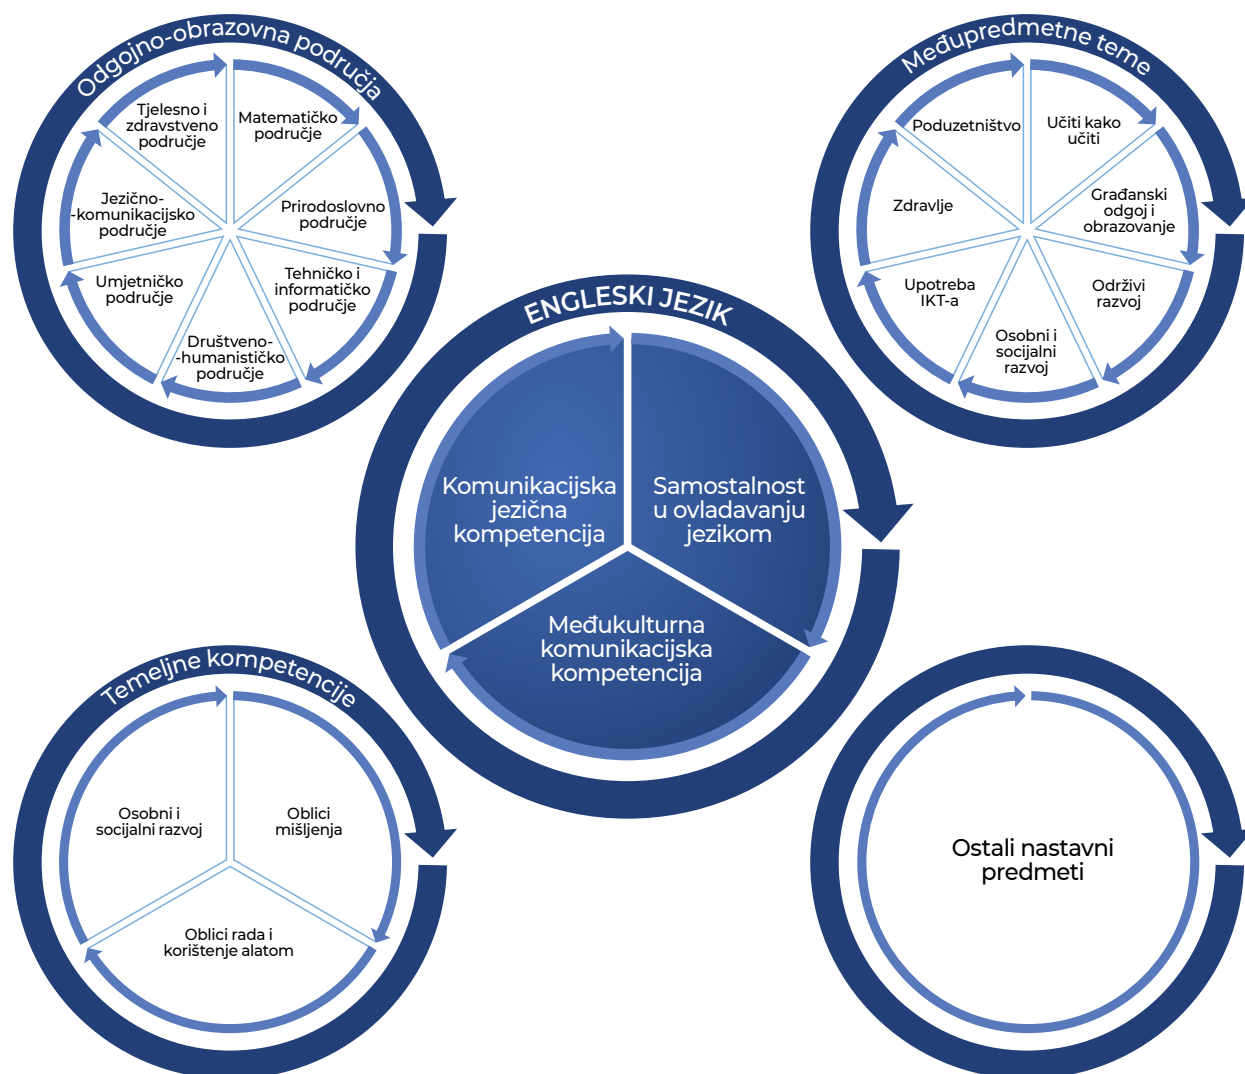 Odgojno-obrazovna područja
Tjelesno i
zdravstveno
područje
Matematičko
područje
Prirodoslovno
područje
Tehničko i
informatičko
područje
Društveno-
-humanističko
područje
Umjetničko
područje
Jezično-
-komunikacijsko
područje
Međupredmetne teme
Poduzetništvo
Učiti kako
učiti
Građanski
odgoj i
obrazovanje
Održivi
razvoj
Osobni i
socijalni
razvoj
Upotreba
IKT-a
Zdravlje
ENGLESKI JEZIK
Komunikacijska
jezična
kompetencija
Samostalnost
u ovladavanju
jezikom
Međukulturna
komunikacijska
kompetencija
Temeljne kompetencije
Osobni i
socijalni razvoj
Oblici
mišljenja
Oblici rada i
korištenje alatom
Ostali nastavni
predmeti